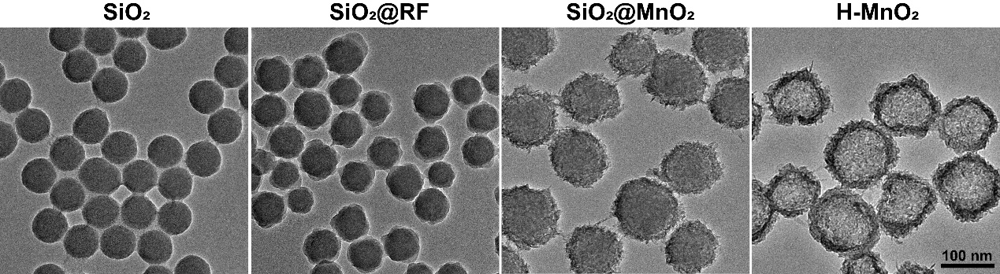 SiO₂ SiO₂@RF SiO₂@MnO₂ H-MnO₂
100 nm